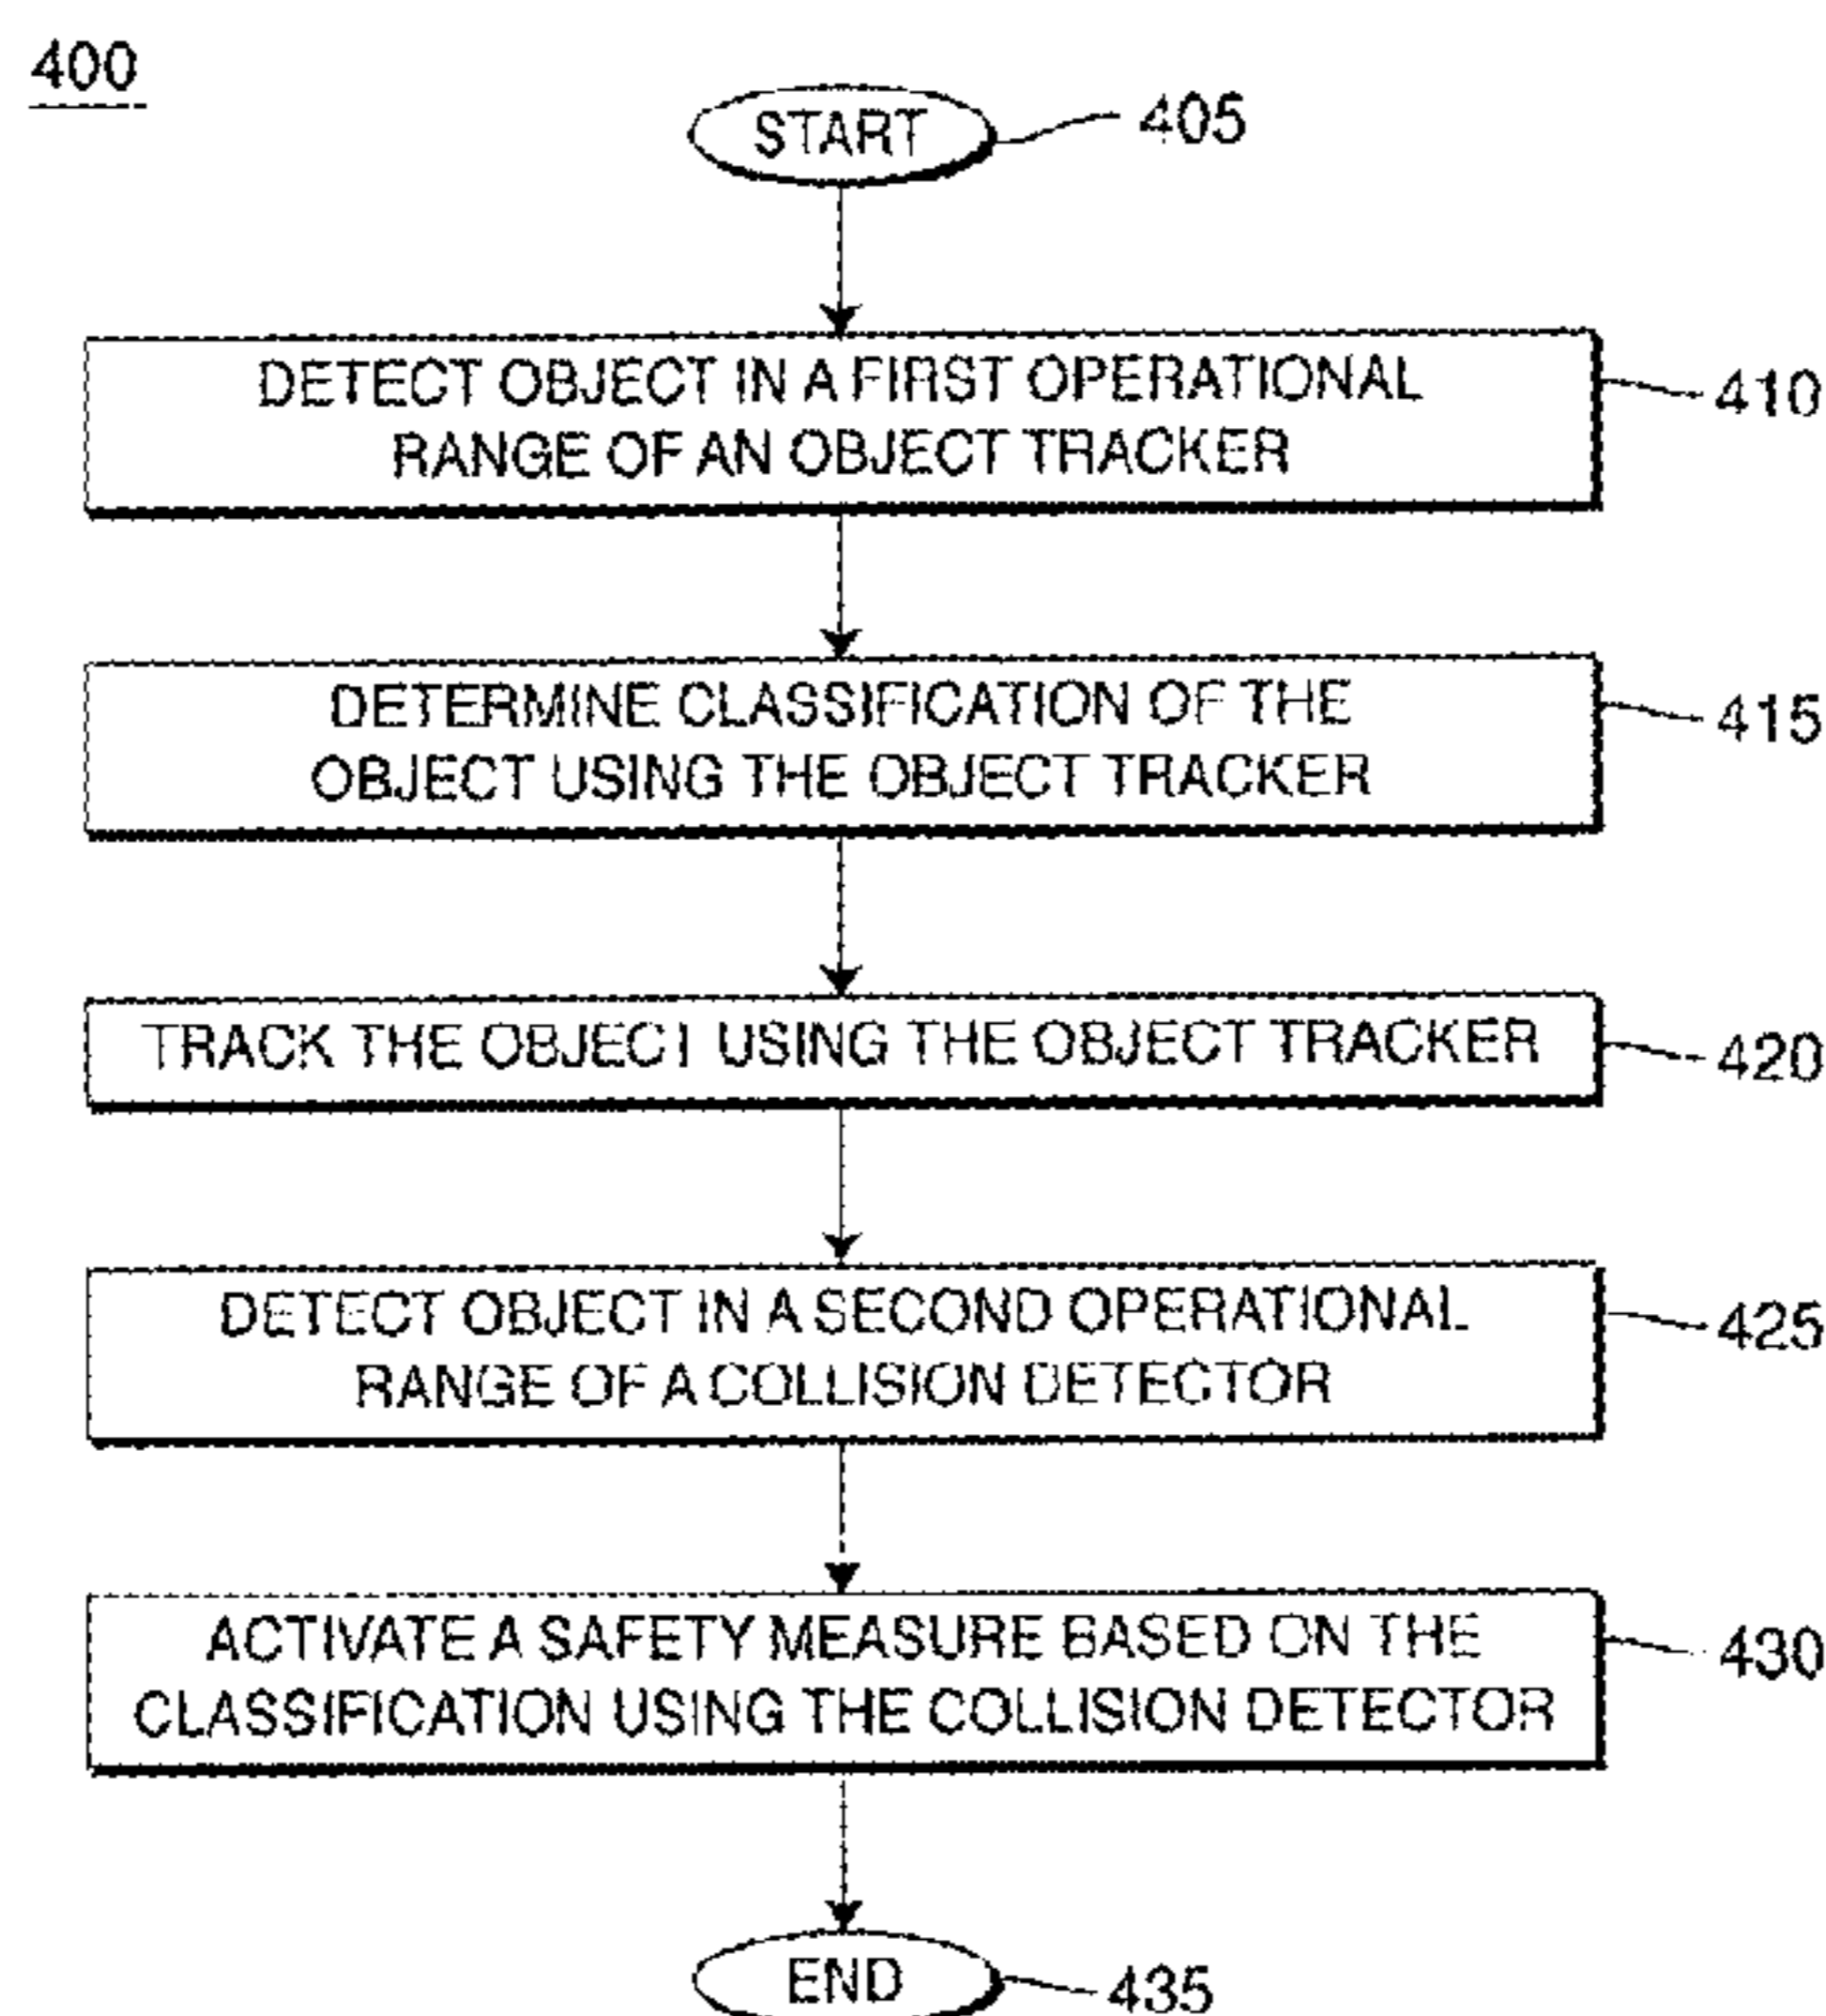 400
START
405
DETECT OBJECT IN A FIRST OPERATIONAL
RANGE OF AN OBJECT TRACKER
410
DETERMINE CLASSIFICATION OF THE
OBJECT USING THE OBJECT TRACKER
415
TRACK THE OBJECT USING THE OBJECT TRACKER
420
DETECT OBJECT IN A SECOND OPERATIONAL
RANGE OF A COLLISION DETECTOR
425
ACTIVATE A SAFETY MEASURE BASED ON THE
CLASSIFICATION USING THE COLLISION DETECTOR
430
END
435